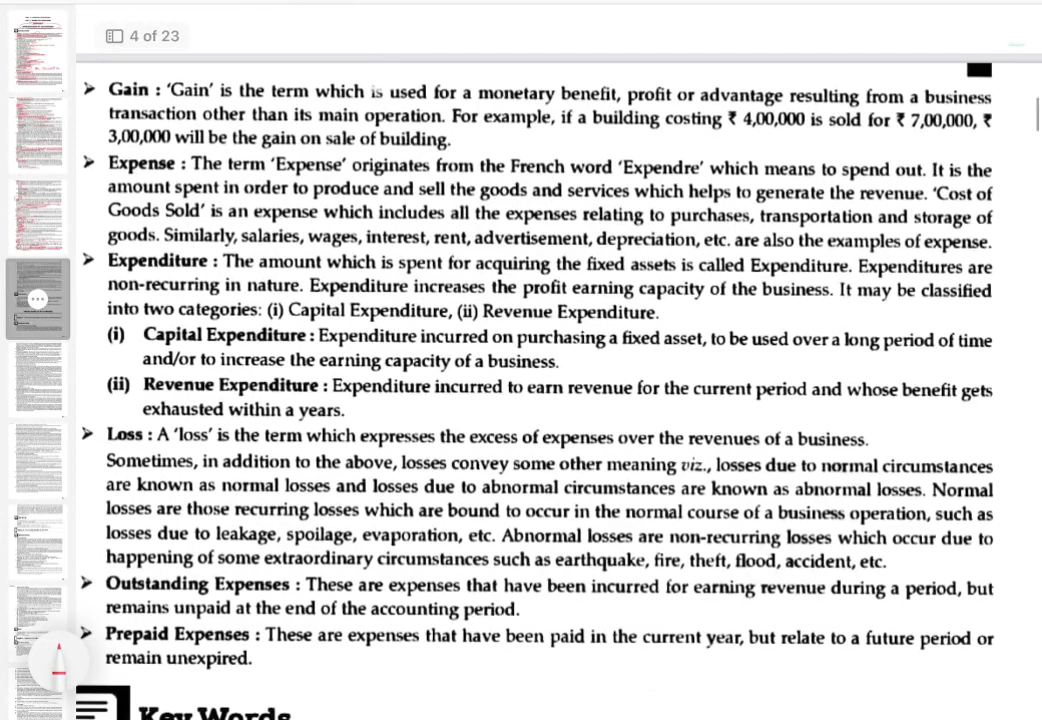 4 of 23
➢ Gain : ‘Gain’ is the term which is used for a monetary benefit, profit or advantage resulting from a business
transaction other than its main operation. For example, if a building costing ₹ 4,00,000 is sold for ₹ 7,00,000, ₹
3,00,000 will be the gain on sale of building.
➢ Expense : The term ‘Expense’ originates from the French word ‘Expendre’ which means to spend out. It is the
amount spent in order to produce and sell the goods and services which helps to generate the revenue. ‘Cost of
Goods Sold’ is an expense which includes all the expenses relating to purchases, transportation and storage of
goods. Similarly, salaries, wages, interest, rent, advertisement, depreciation, etc. are also the examples of expense.
➢ Expenditure : The amount which is spent for acquiring the fixed assets is called Expenditure. Expenditures are
non-recurring in nature. Expenditure increases the profit earning capacity of the business. It may be classified
into two categories: (i) Capital Expenditure, (ii) Revenue Expenditure.
(i) Capital Expenditure : Expenditure incurred on purchasing a fixed asset, to be used over a long period of time
and/or to increase the earning capacity of a business.
(ii) Revenue Expenditure : Expenditure incurred to earn revenue for the current period and whose benefit gets
exhausted within a years.
➢ Loss : A ‘loss’ is the term which expresses the excess of expenses over the revenues of a business.
Sometimes, in addition to the above, losses convey some other meaning viz., losses due to normal circumstances
are known as normal losses and losses due to abnormal circumstances are known as abnormal losses. Normal
losses are those recurring losses which are bound to occur in the normal course of a business operation, such as
losses due to leakage, spoilage, evaporation, etc. Abnormal losses are non-recurring losses which occur due to
happening of some extraordinary circumstances such as earthquake, fire, theft, flood, accident, etc.
➢ Outstanding Expenses : These are expenses that have been incurred for earning revenue during a period, but
remains unpaid at the end of the accounting period.
➢ Prepaid Expenses : These are expenses that have been paid in the current year, but relate to a future period or
remain unexpired.
Key Words